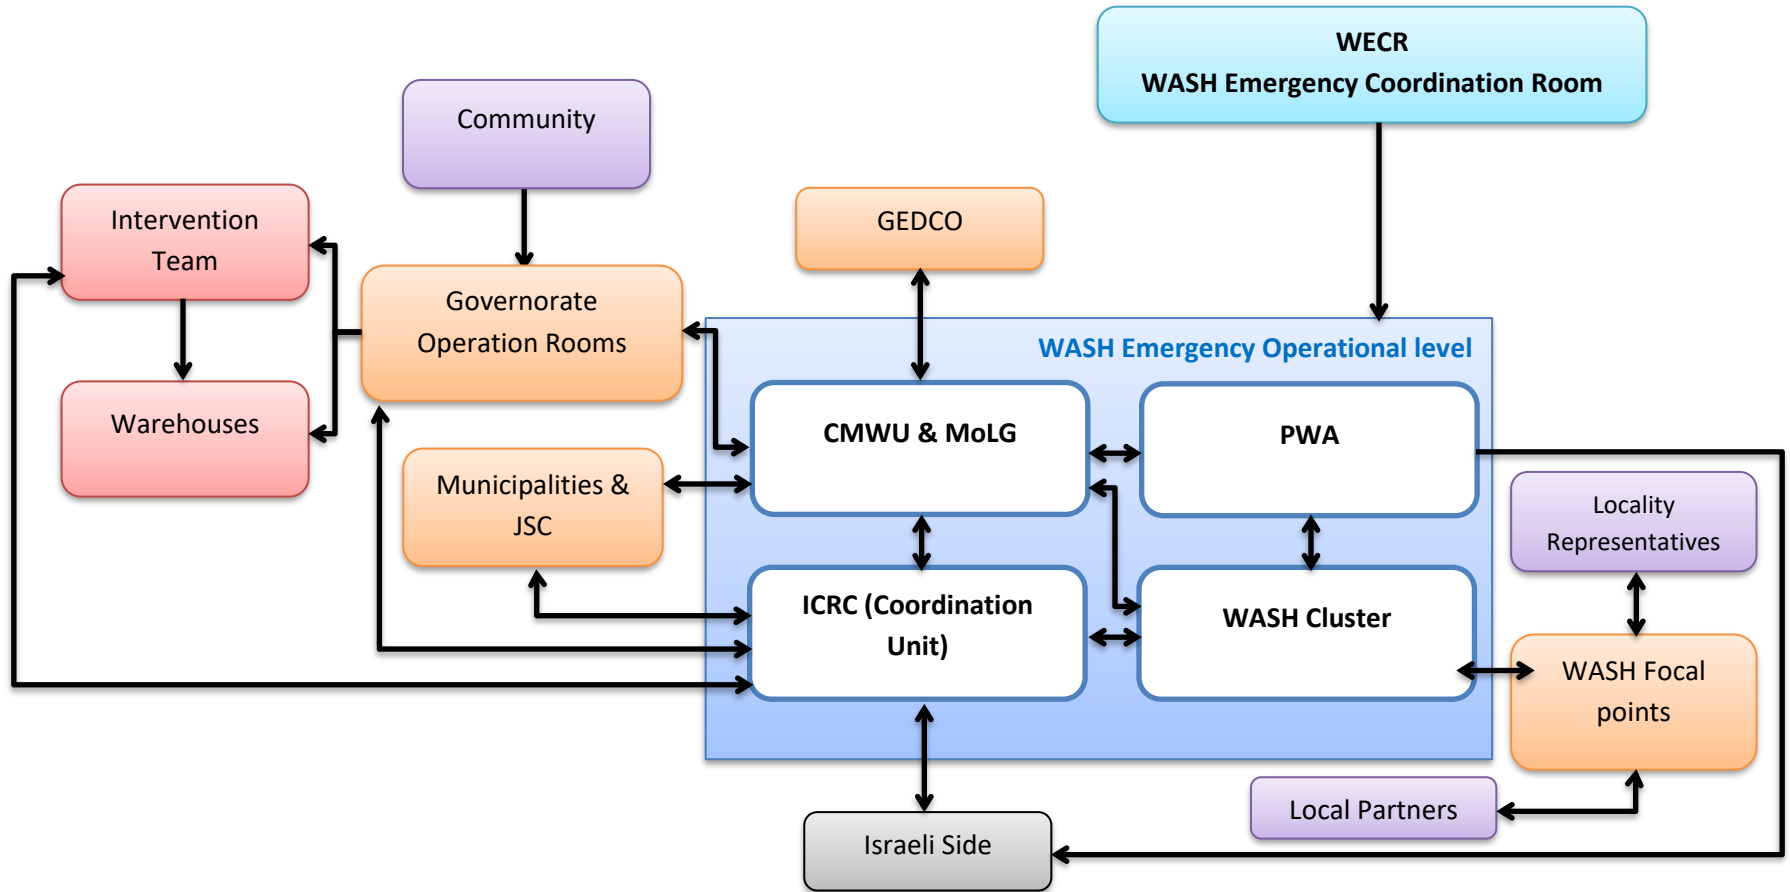 WECR
WASH Emergency Coordination Room
Community
Intervention
Team
GEDCO
Governorate
Operation Rooms
WASH Emergency Operational level
Warehouses
CMWU & MoLG
PWA
Municipalities &
JSC
Locality
Representatives
ICRC (Coordination
Unit)
WASH Cluster
WASH Focal
points
Local Partners
Israeli Side